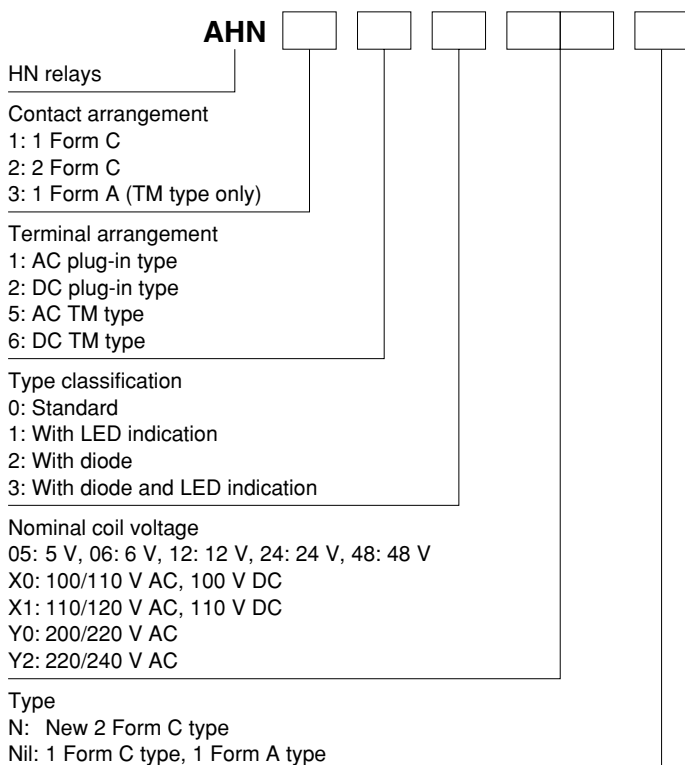 AHN
HN relays
Contact arrangement
1: 1 Form C
2: 2 Form C
3: 1 Form A (TM type only)
Terminal arrangement
1: AC plug-in type
2: DC plug-in type
5: AC TM type
6: DC TM type
Type classification
0: Standard
1: With LED indication
2: With diode
3: With diode and LED indication
Nominal coil voltage
05: 5 V, 06: 6 V, 12: 12 V, 24: 24 V, 48: 48 V
X0: 100/110 V AC, 100 V DC
X1: 110/120 V AC, 110 V DC
Y0: 200/220 V AC
Y2: 220/240 V AC
Type
N: New 2 Form C type
Nil: 1 Form C type, 1 Form A type